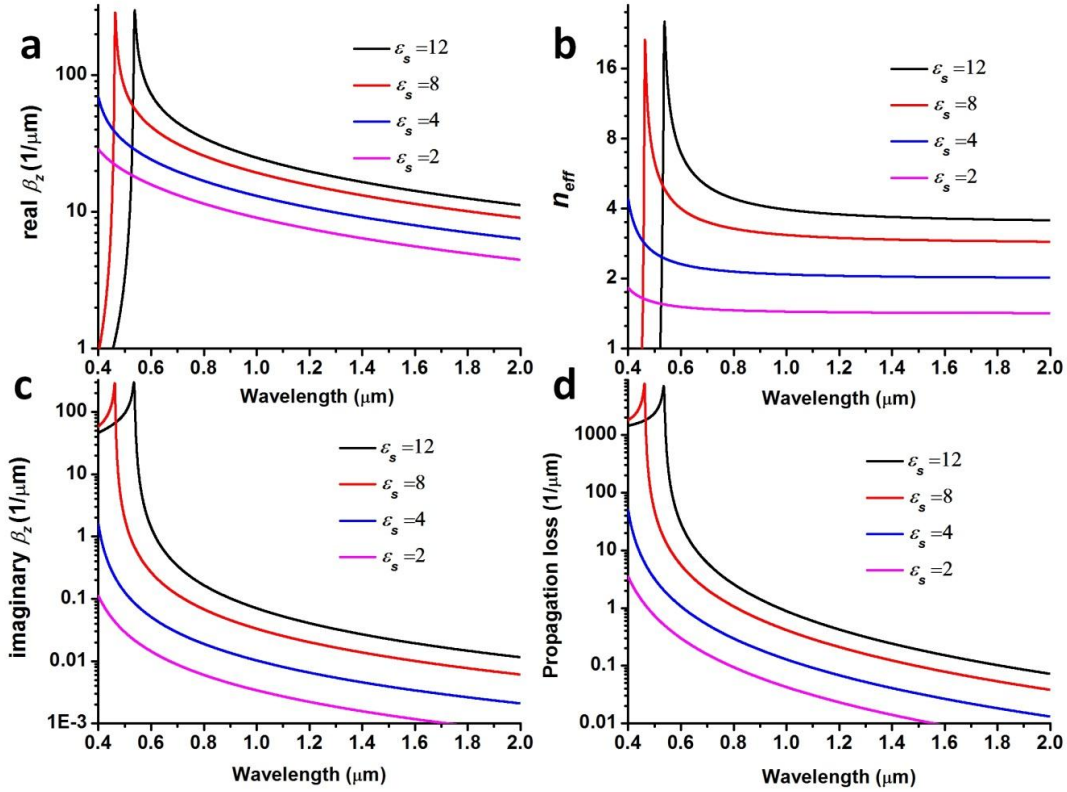 a
real βz (1/μm)
100
10
1
εs =12
εs =8
εs =4
εs =2
0.4 0.6 0.8 1.0 1.2 1.4 1.6 1.8 2.0
Wavelength (μm)
b
neff
16
8
4
2
1
εs =12
εs =8
εs =4
εs =2
0.4 0.6 0.8 1.0 1.2 1.4 1.6 1.8 2.0
Wavelength (μm)
c
imaginary βz (1/μm)
100
10
1
0.1
0.01
1E-3
εs =12
εs =8
εs =4
εs =2
0.4 0.6 0.8 1.0 1.2 1.4 1.6 1.8 2.0
Wavelength (μm)
d
Propagation loss (1/μm)
1000
100
10
1
0.1
0.01
εs =12
εs =8
εs =4
εs =2
0.4 0.6 0.8 1.0 1.2 1.4 1.6 1.8 2.0
Wavelength (μm)